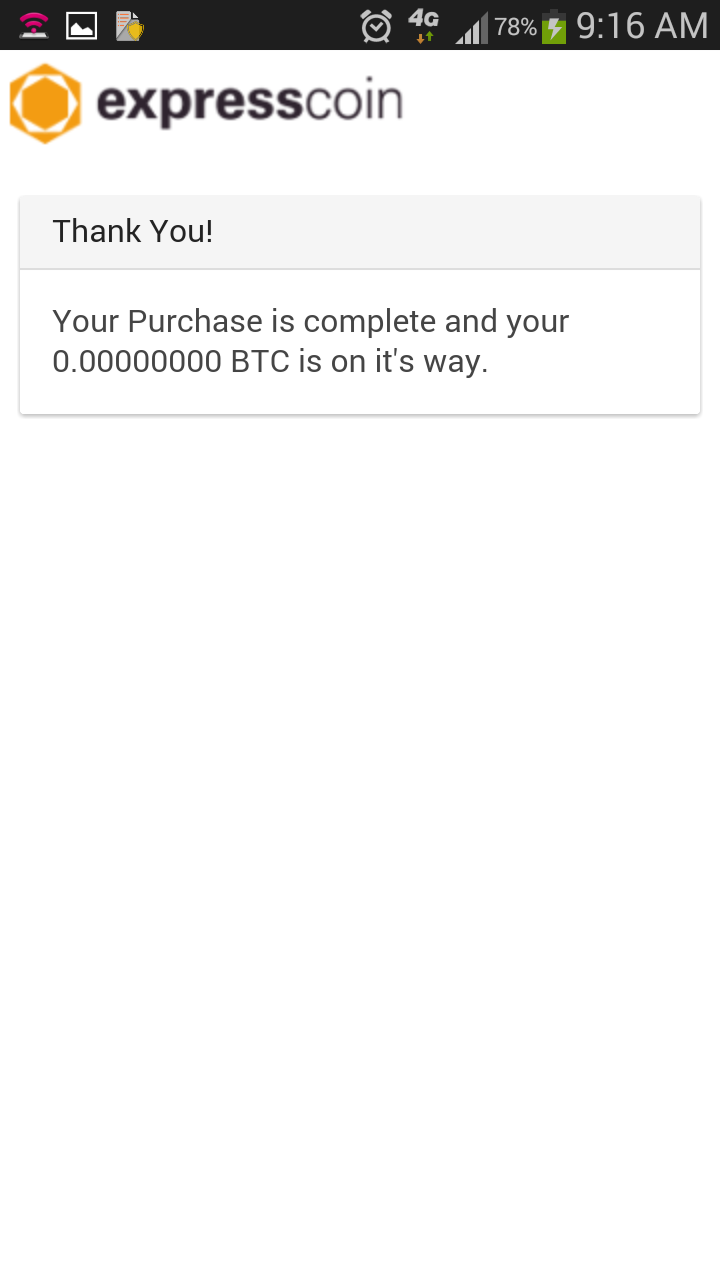 4G 78% 9:16 AM
expresscoin
Thank You!
Your Purchase is complete and your
0.00000000 BTC is on it's way.